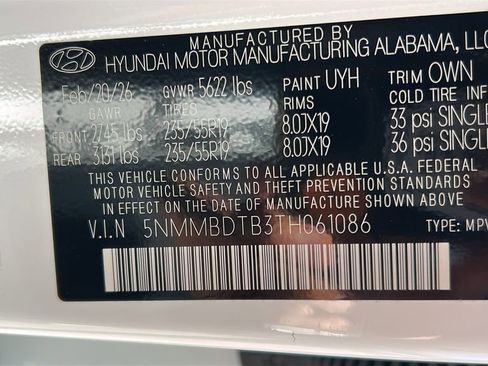 MANUFACTURED BY
HYUNDAI MOTOR MANUFACTURING ALABAMA, LLC
Feb/20/26 GVWR 5622 lbs PAINT UYH TRIM OWN
GAWR TIRES RIMS COLD TIRE INF
FRONT 2745 lbs 235/55R19 8.0JX19 33 psi SINGLE
REAR 3131 lbs 235/55R19 8.0JX19 36 psi SINGLE
THIS VEHICLE CONFORMS TO ALL APPLICABLE U.S.A. FEDERAL
MOTOR VEHICLE SAFETY AND THEFT PREVENTION STANDARDS
IN EFFECT ON THE DATE OF MANUFACTURE SHOWN ABOVE.
V.I.N 5NMMBDTB3TH061086 TYPE: MPV